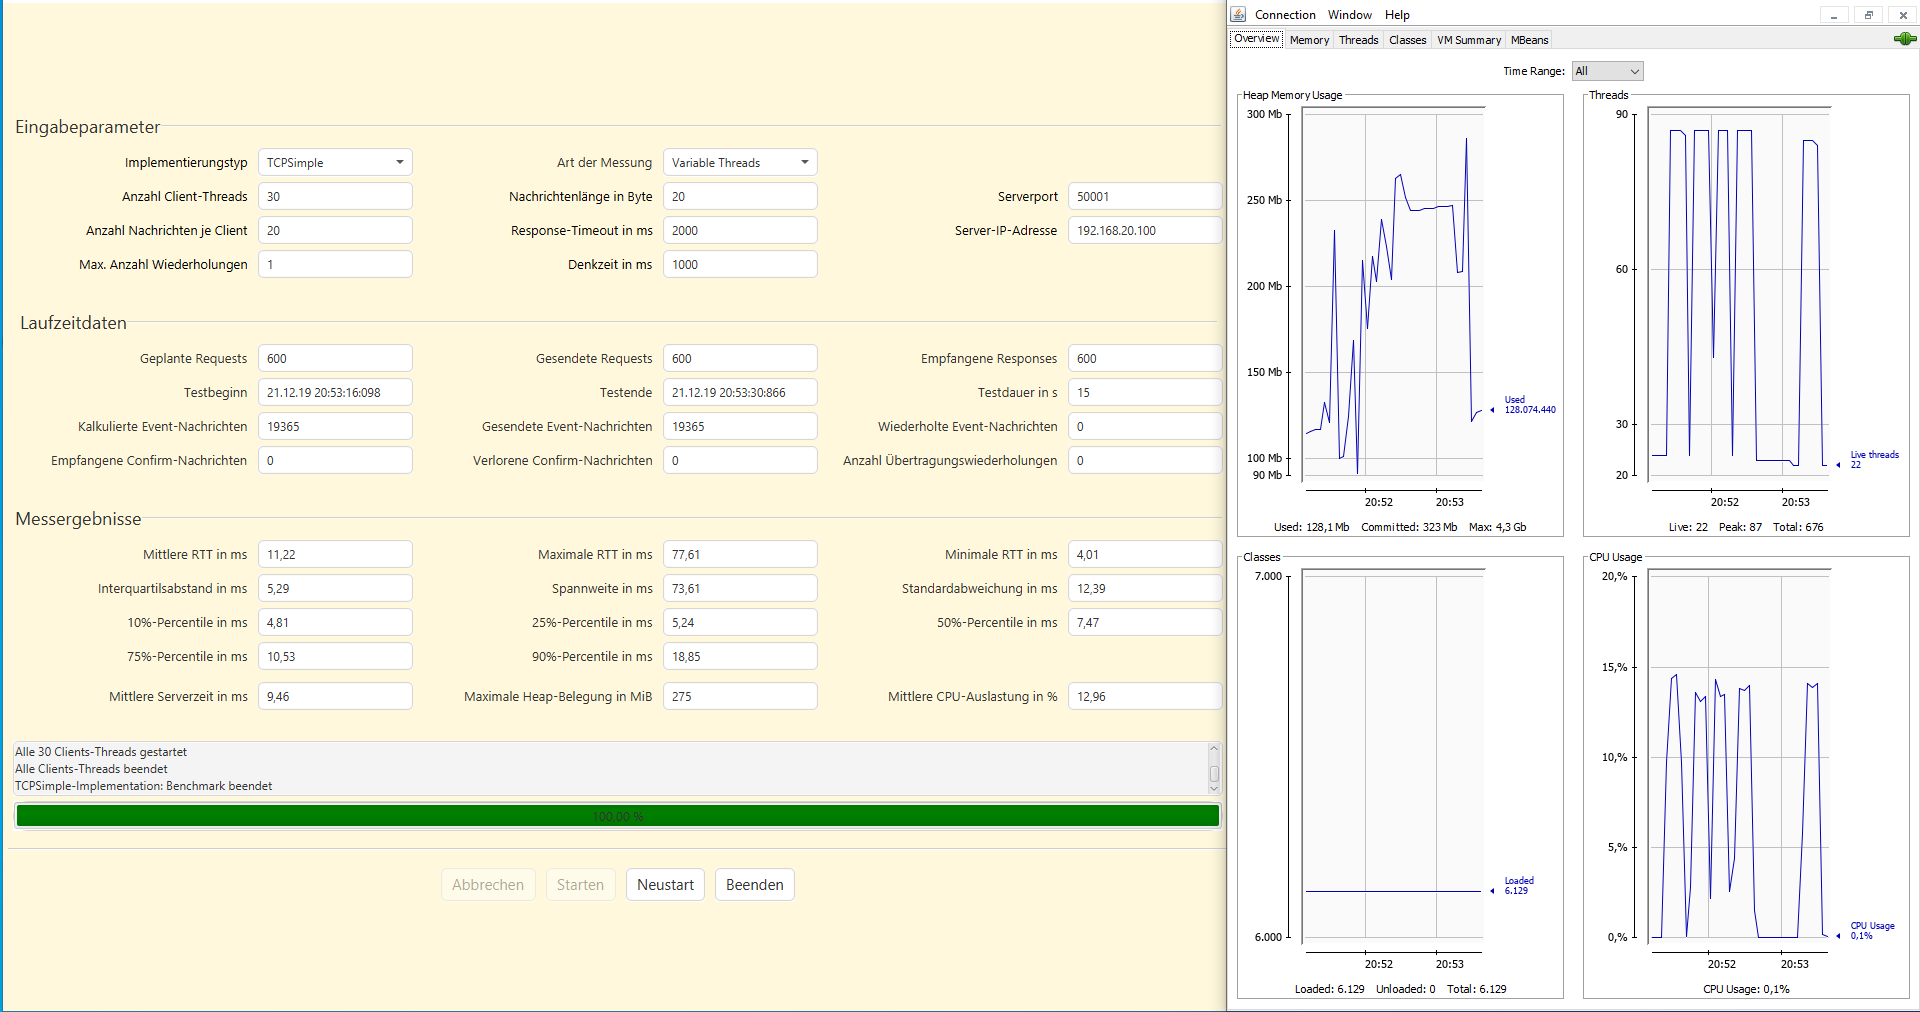 Eingabeparameter
Implementierungstyp TCPSimple Art der Messung Variable Threads
Anzahl Client-Threads 30 Nachrichtenlänge in Byte 20 Serverport 50001
Anzahl Nachrichten je Client 20 Response-Timeout in ms 2000 Server-IP-Adresse 192.168.20.100
Max. Anzahl Wiederholungen 1 Denkzeit in ms 1000
Laufzeitdaten
Geplante Requests 600 Gesendete Requests 600 Empfangene Responses 600
Testbeginn 21.12.19 20:53:16:098 Testende 21.12.19 20:53:30:866 Testdauer in s 15
Kalkulierte Event-Nachrichten 19365 Gesendete Event-Nachrichten 19365 Wiederholte Event-Nachrichten 0
Empfangene Confirm-Nachrichten 0 Verlorene Confirm-Nachrichten 0 Anzahl Übertragungswiederholungen 0
Messergebnisse
Mittlere RTT in ms 11,22 Maximale RTT in ms 77,61 Minimale RTT in ms 4,01
Interquartilsabstand in ms 5,29 Spannweite in ms 73,61 Standardabweichung in ms 12,39
10%-Percentile in ms 4,81 25%-Percentile in ms 5,24 50%-Percentile in ms 7,47
75%-Percentile in ms 10,53 90%-Percentile in ms 18,85
Mittlere Serverzeit in ms 9,46 Maximale Heap-Belegung in MiB 275 Mittlere CPU-Auslastung in % 12,96
Alle 30 Clients-Threads gestartet
Alle Clients-Threads beendet
TCPSimple-Implementation: Benchmark beendet
100,00 %
Abbrechen Starten Neustart Beenden
Connection Window Help
Overview Memory Threads Classes VM Summary MBeans
Time Range: All
Heap Memory Usage
300 Mb
250 Mb
200 Mb
150 Mb
100 Mb
90 Mb
Used
128.074.440
20:52 20:53
Used: 128,1 Mb Committed: 323 Mb Max: 4,3 Gb
Threads
90
60
30
20
Live threads
22
20:52 20:53
Live: 22 Peak: 87 Total: 676
Classes
7.000
6.000
Loaded
6.129
20:52 20:53
Loaded: 6.129 Unloaded: 0 Total: 6.129
CPU Usage
20,%
15,%
10,%
5,%
0,%
CPU Usage
0,1%
20:52 20:53
CPU Usage: 0,1%